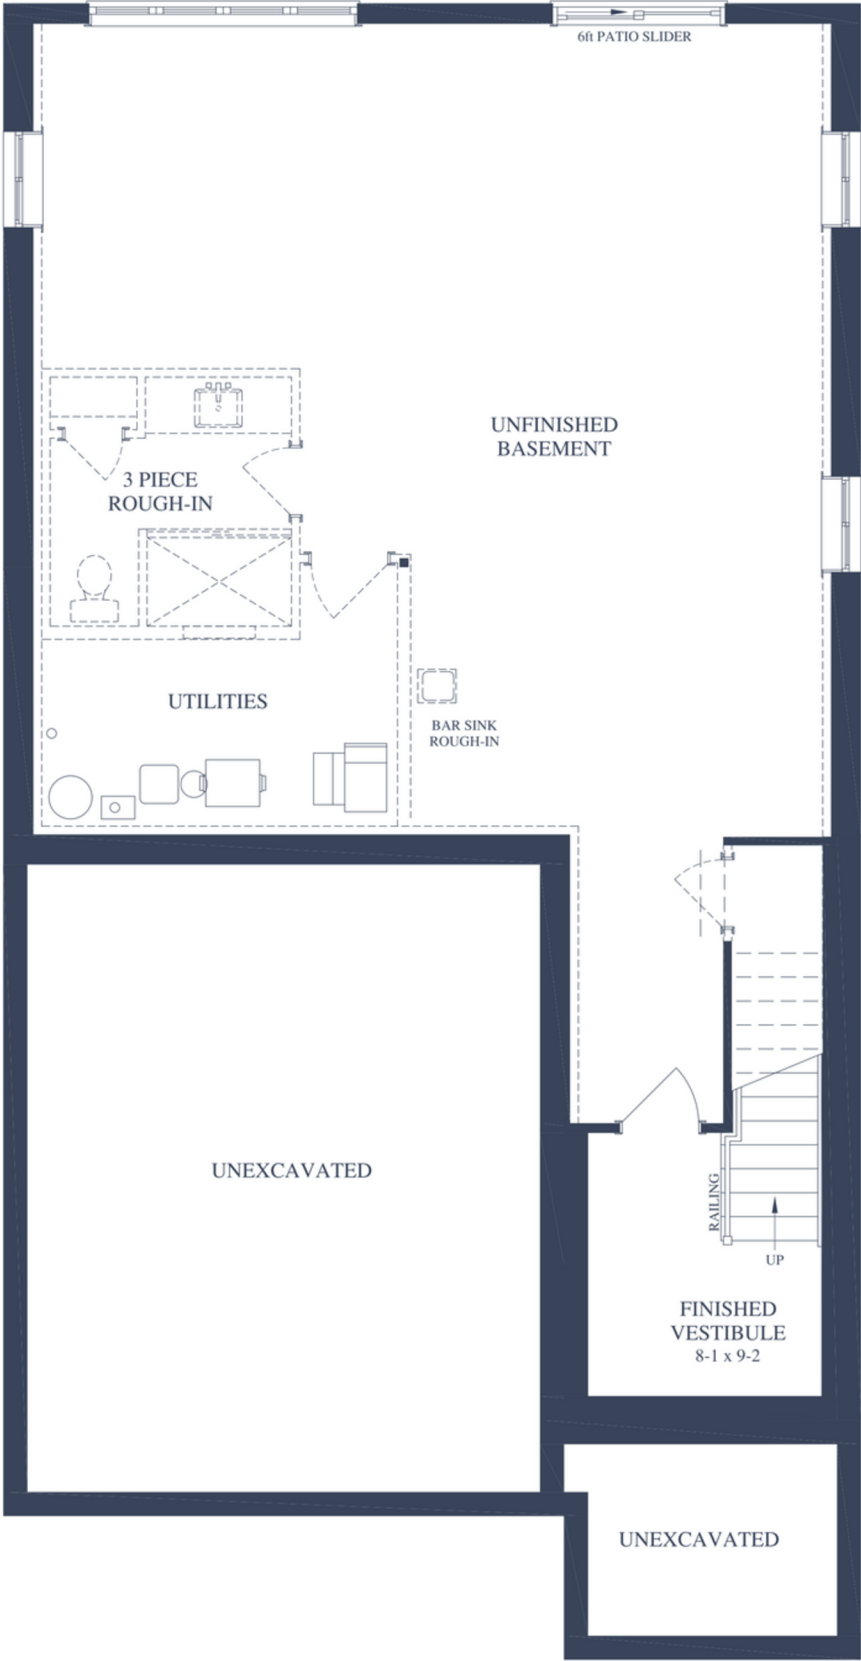 6ft PATIO SLIDER
UNFINISHED
BASEMENT
3 PIECE
ROUGH-IN
UTILITIES
BAR SINK
ROUGH-IN
UNEXCAVATED
RAILING
UP
FINISHED
VESTIBULE
8-1 x 9-2
UNEXCAVATED